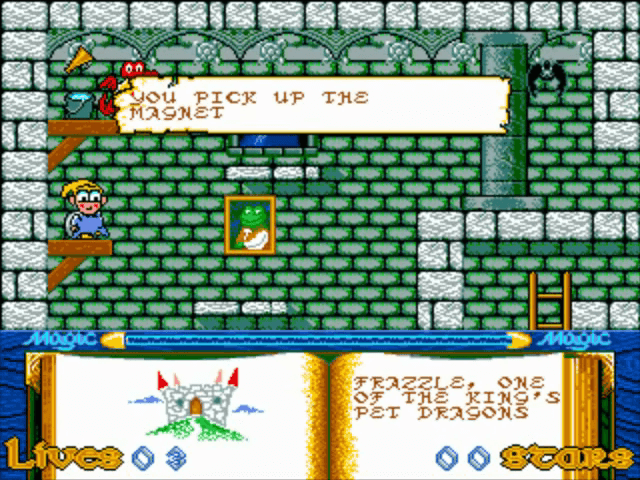 YOU PICK UP THE
MAGNET
Magic Magic
FRAZZLE, ONE
OF THE KING'S
PET DRAGONS
Lives 03
00 Stars